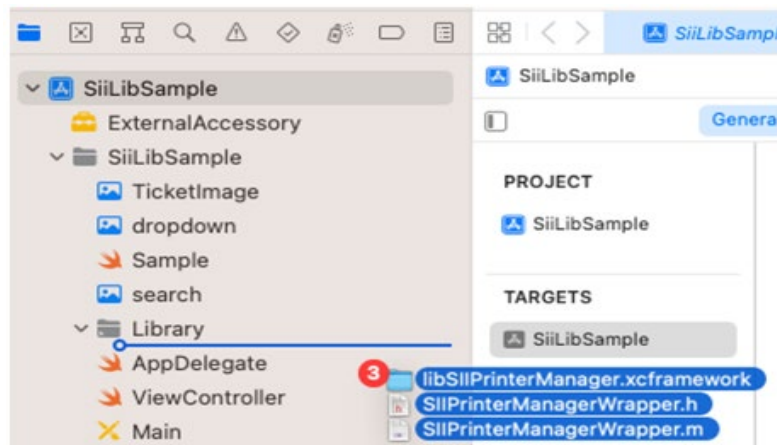 SiiLibSampl
SiiLibSample
SiiLibSample
ExternalAccessory
General
SiiLibSample
TicketImage
PROJECT
dropdown
SiiLibSample
Sample
search
TARGETS
Library
SiiLibSample
AppDelegate
3
libSIIPrinterManager.xcframework
ViewController
SIIPrinterManagerWrapper.h
Main
SIIPrinterManagerWrapper.m